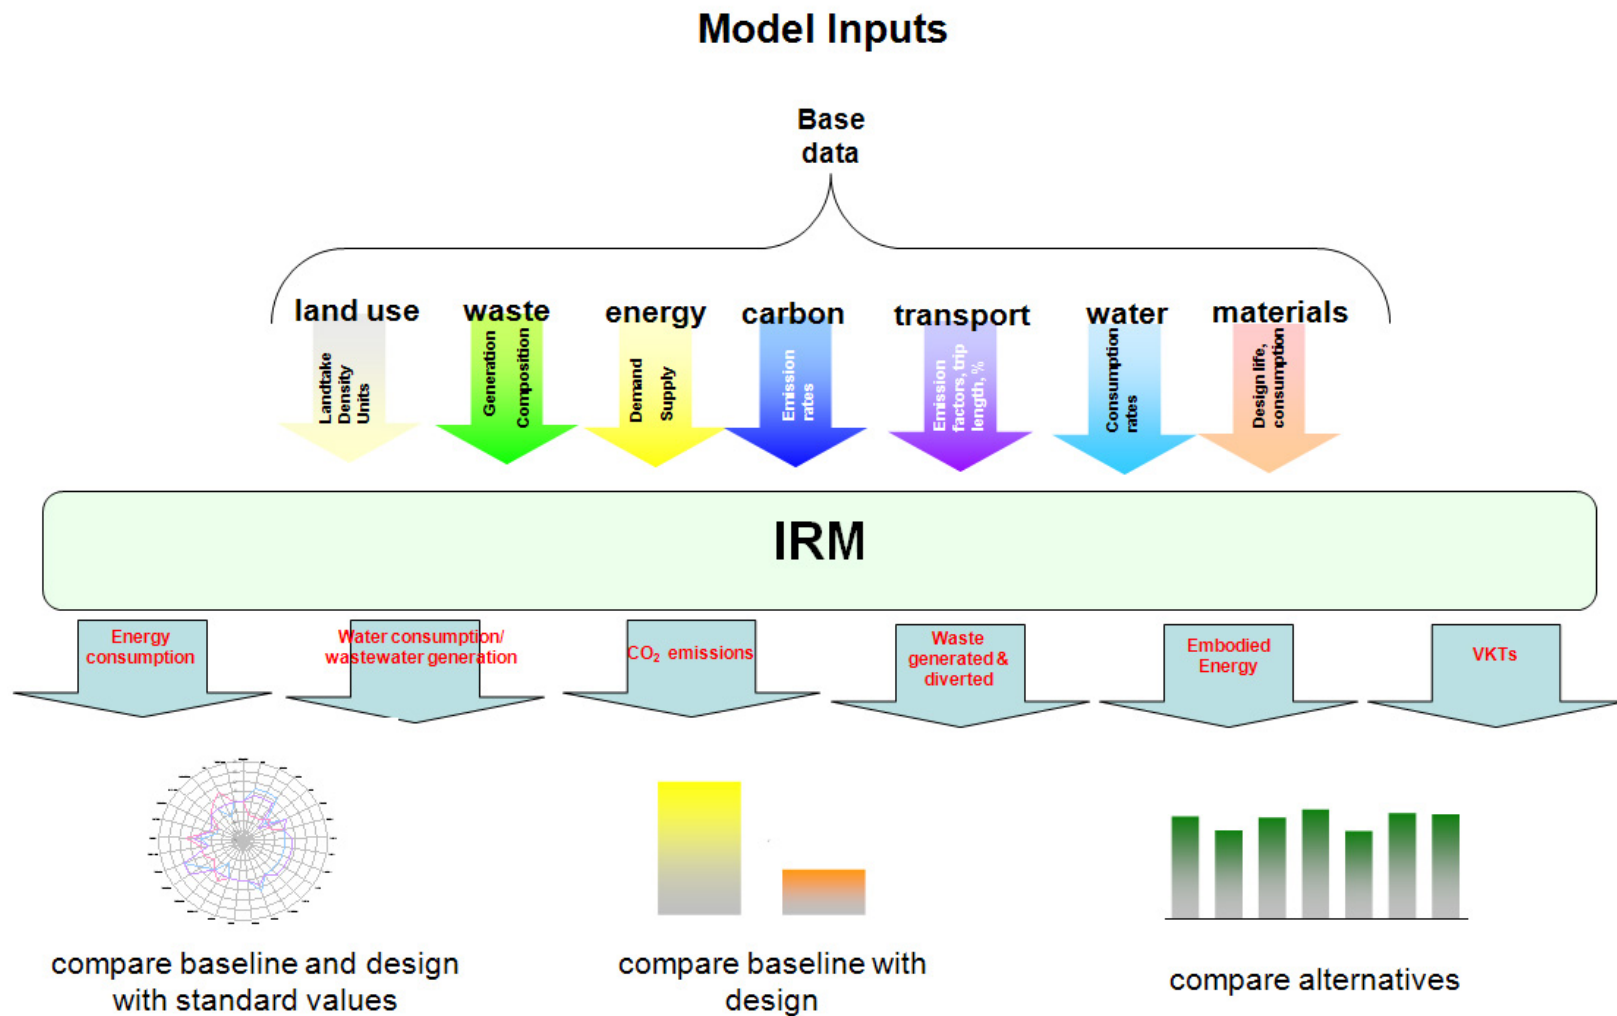 Model Inputs
Base
data
land use
waste
energy
carbon
transport
water
materials
Landtake
Density
Units
Generation
Composition
Demand
Supply
Emission
rates
Emission
factors, trip
length, %
Consumption
rates
Design life,
consumption
IRM
Energy
consumption
Water consumption/
wastewater generation
CO₂ emissions
Waste
generated &
diverted
Embodied
Energy
VKTs
compare baseline and design
with standard values
compare baseline with
design
compare alternatives